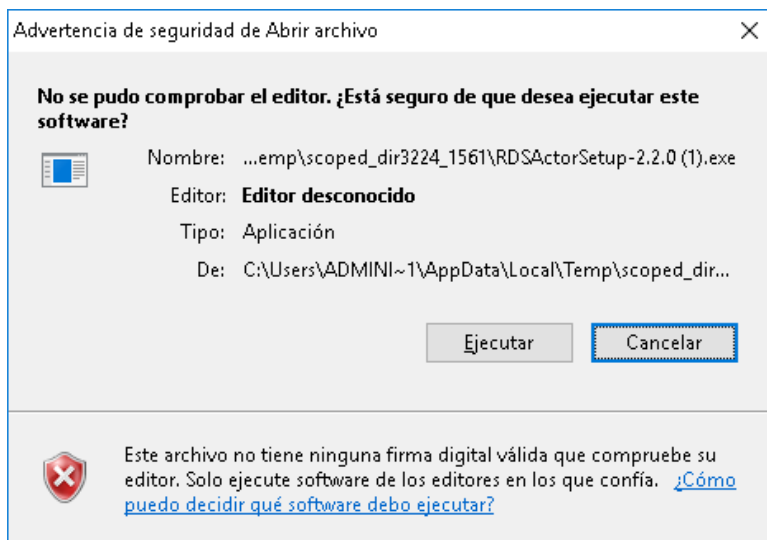 Advertencia de seguridad de Abrir archivo
No se pudo comprobar el editor. ¿Está seguro de que desea ejecutar este
software?
Nombre: ...emp\scoped_dir3224_1561\RDSActorSetup-2.2.0 (1).exe
Editor: Editor desconocido
Tipo: Aplicación
De: C:\Users\ADMINI~1\AppData\Local\Temp\scoped_dir...
Ejecutar Cancelar
Este archivo no tiene ninguna firma digital válida que compruebe su
editor. Solo ejecute software de los editores en los que confía. ¿Cómo
puedo decidir qué software debo ejecutar?